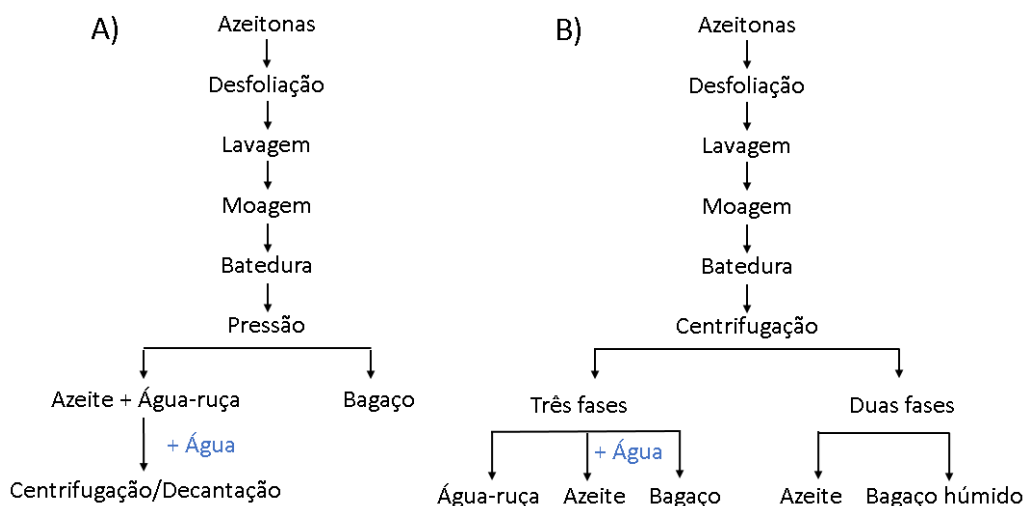 A)
Azeitonas
Desfoliação
Lavagem
Moagem
Batedura
Pressão
Azeite + Água-ruça
Bagaço
+ Água
Centrifugação/Decantação
B)
Azeitonas
Desfoliação
Lavagem
Moagem
Batedura
Centrifugação
Três fases
Duas fases
+ Água
Água-ruça
Azeite
Bagaço
Azeite
Bagaço húmido